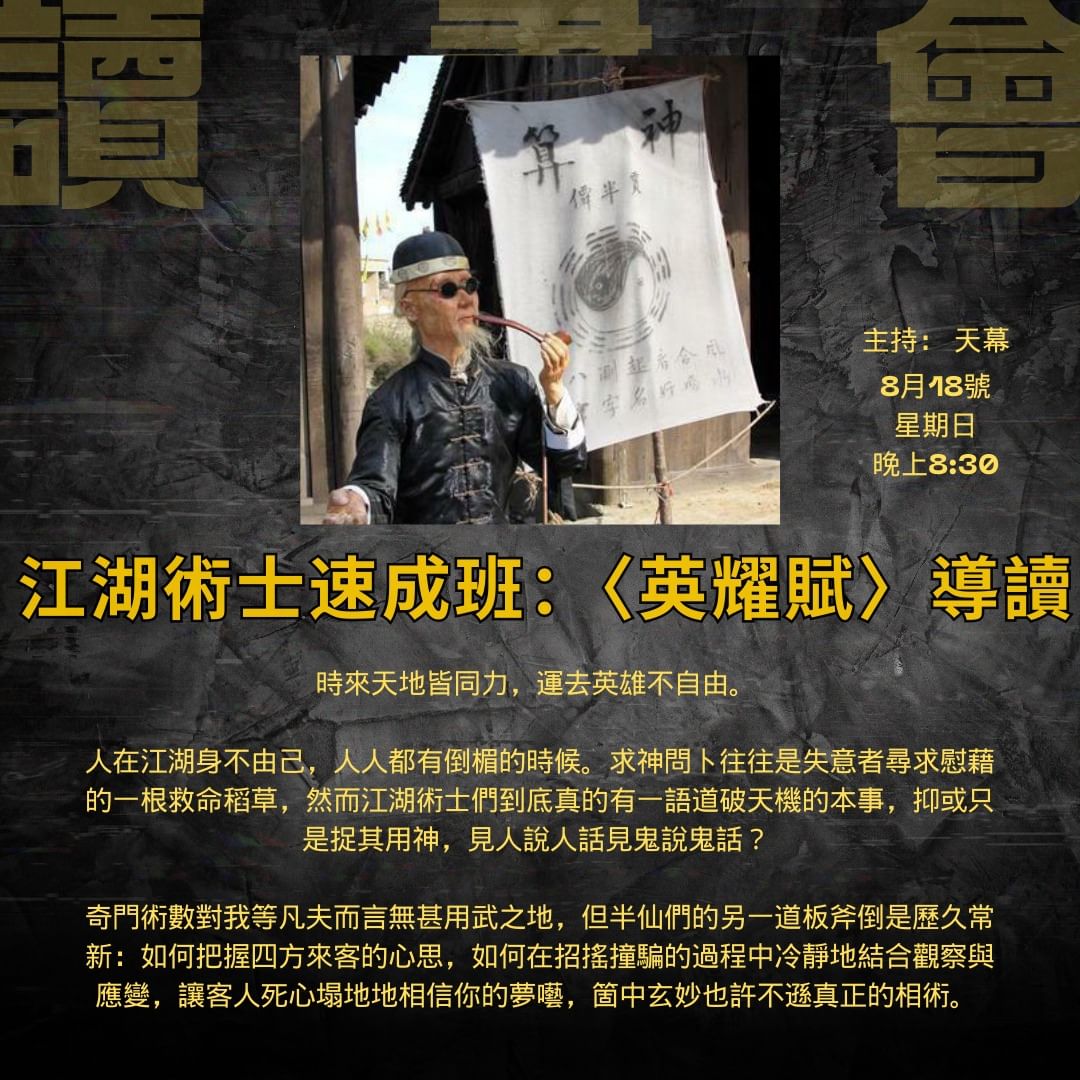 讀書會
神算
貴半價
主持： 天幕
8月18號
星期日
晚上8:30
江湖術士速成班：〈英耀賦〉導讀
時來天地皆同力，運去英雄不自由。
人在江湖身不由己，人人都有倒楣的時候。求神問卜往往是失意者尋求慰藉
的一根救命稻草，然而江湖術士們到底真的有一語道破天機的本事，抑或只
是捉其用神，見人說人話見鬼說鬼話？
奇門術數對我等凡夫而言無甚用武之地，但半仙們的另一道板斧倒是歷久常
新：如何把握四方來客的心思，如何在招搖撞騙的過程中冷靜地結合觀察與
應變，讓客人死心塌地地相信你的夢囈，箇中玄妙也許不遜真正的相術。